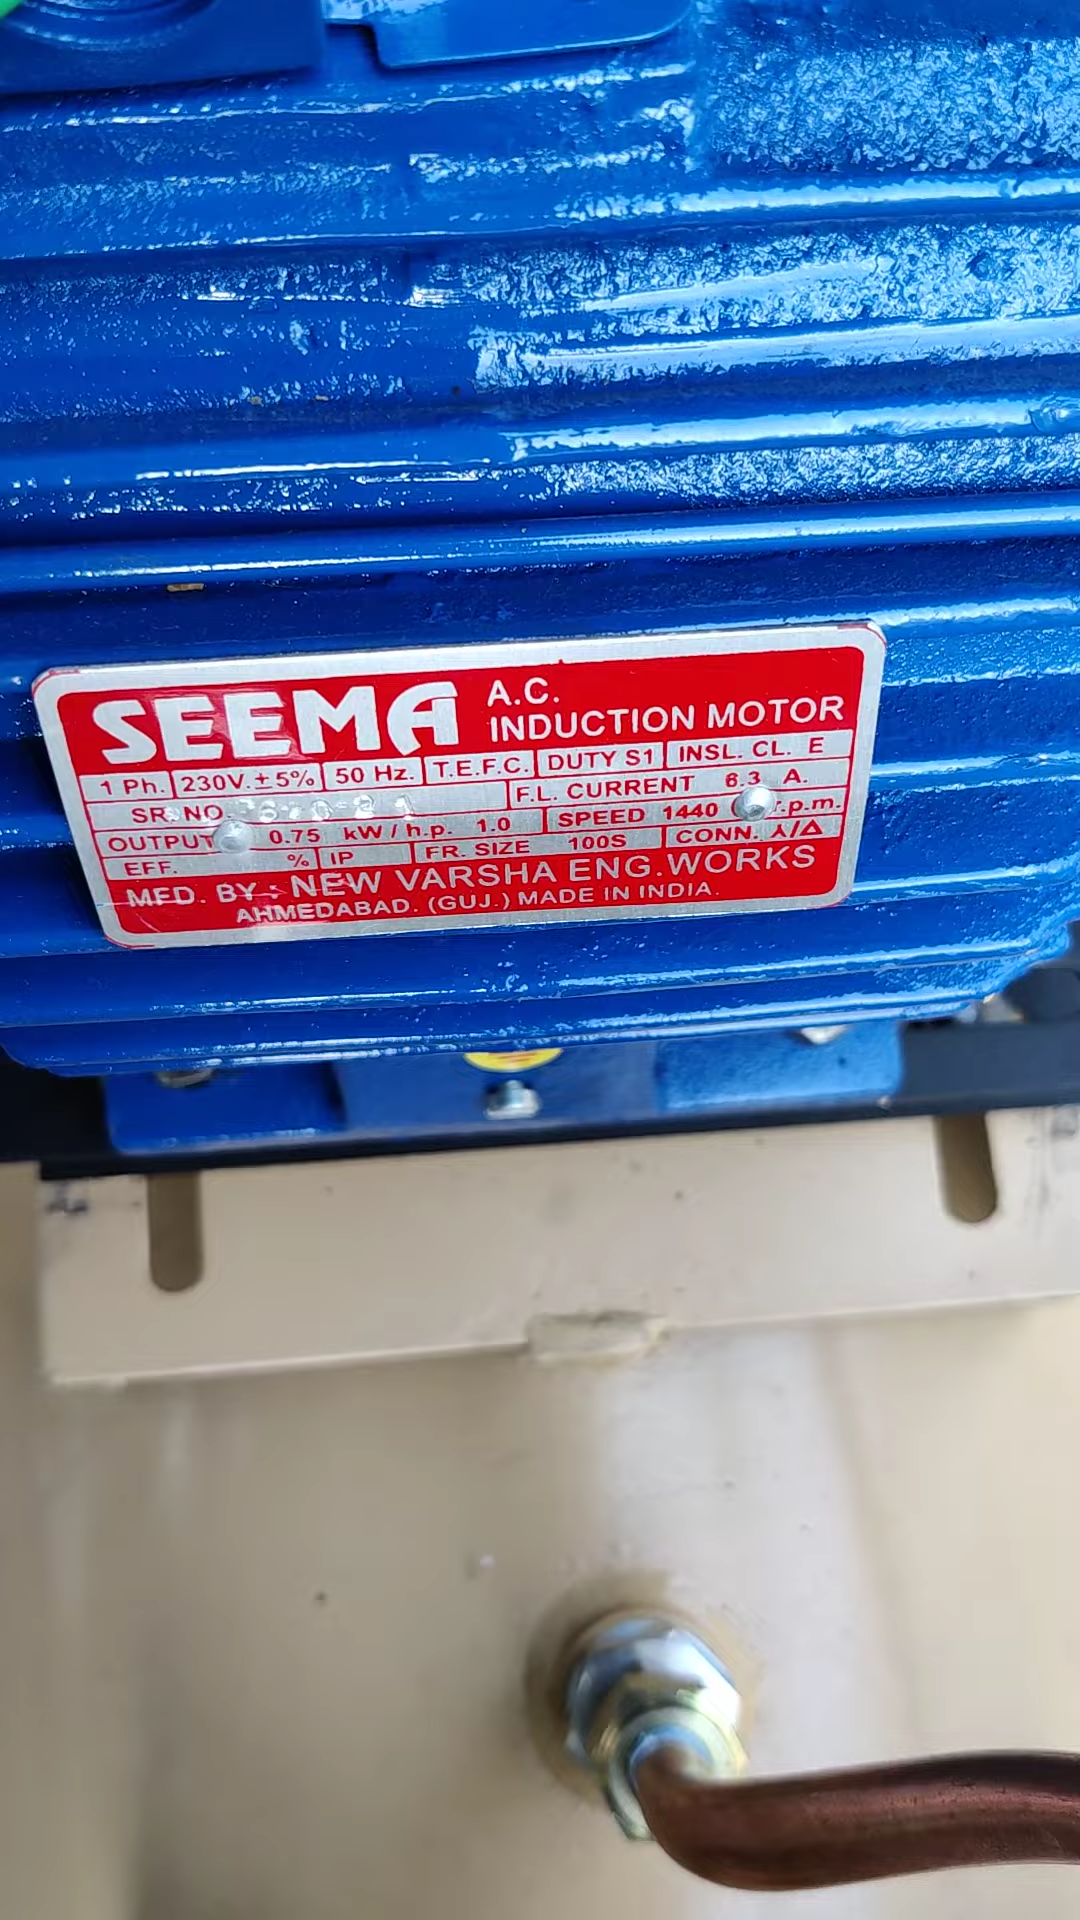 SEEMA A.C. INDUCTION MOTOR
1 Ph. 230V.±5% 50 Hz. T.E.F.C. DUTY S1 INSL. CL. E
SR. NO. F.L. CURRENT 6.3 A.
OUTPUT 0.75 kW / h.p. 1.0 SPEED 1440 r.p.m.
EFF. % IP FR. SIZE 100S CONN. ⅄/Δ
MFD. BY : NEW VARSHA ENG. WORKS
AHMEDABAD. (GUJ.) MADE IN INDIA.